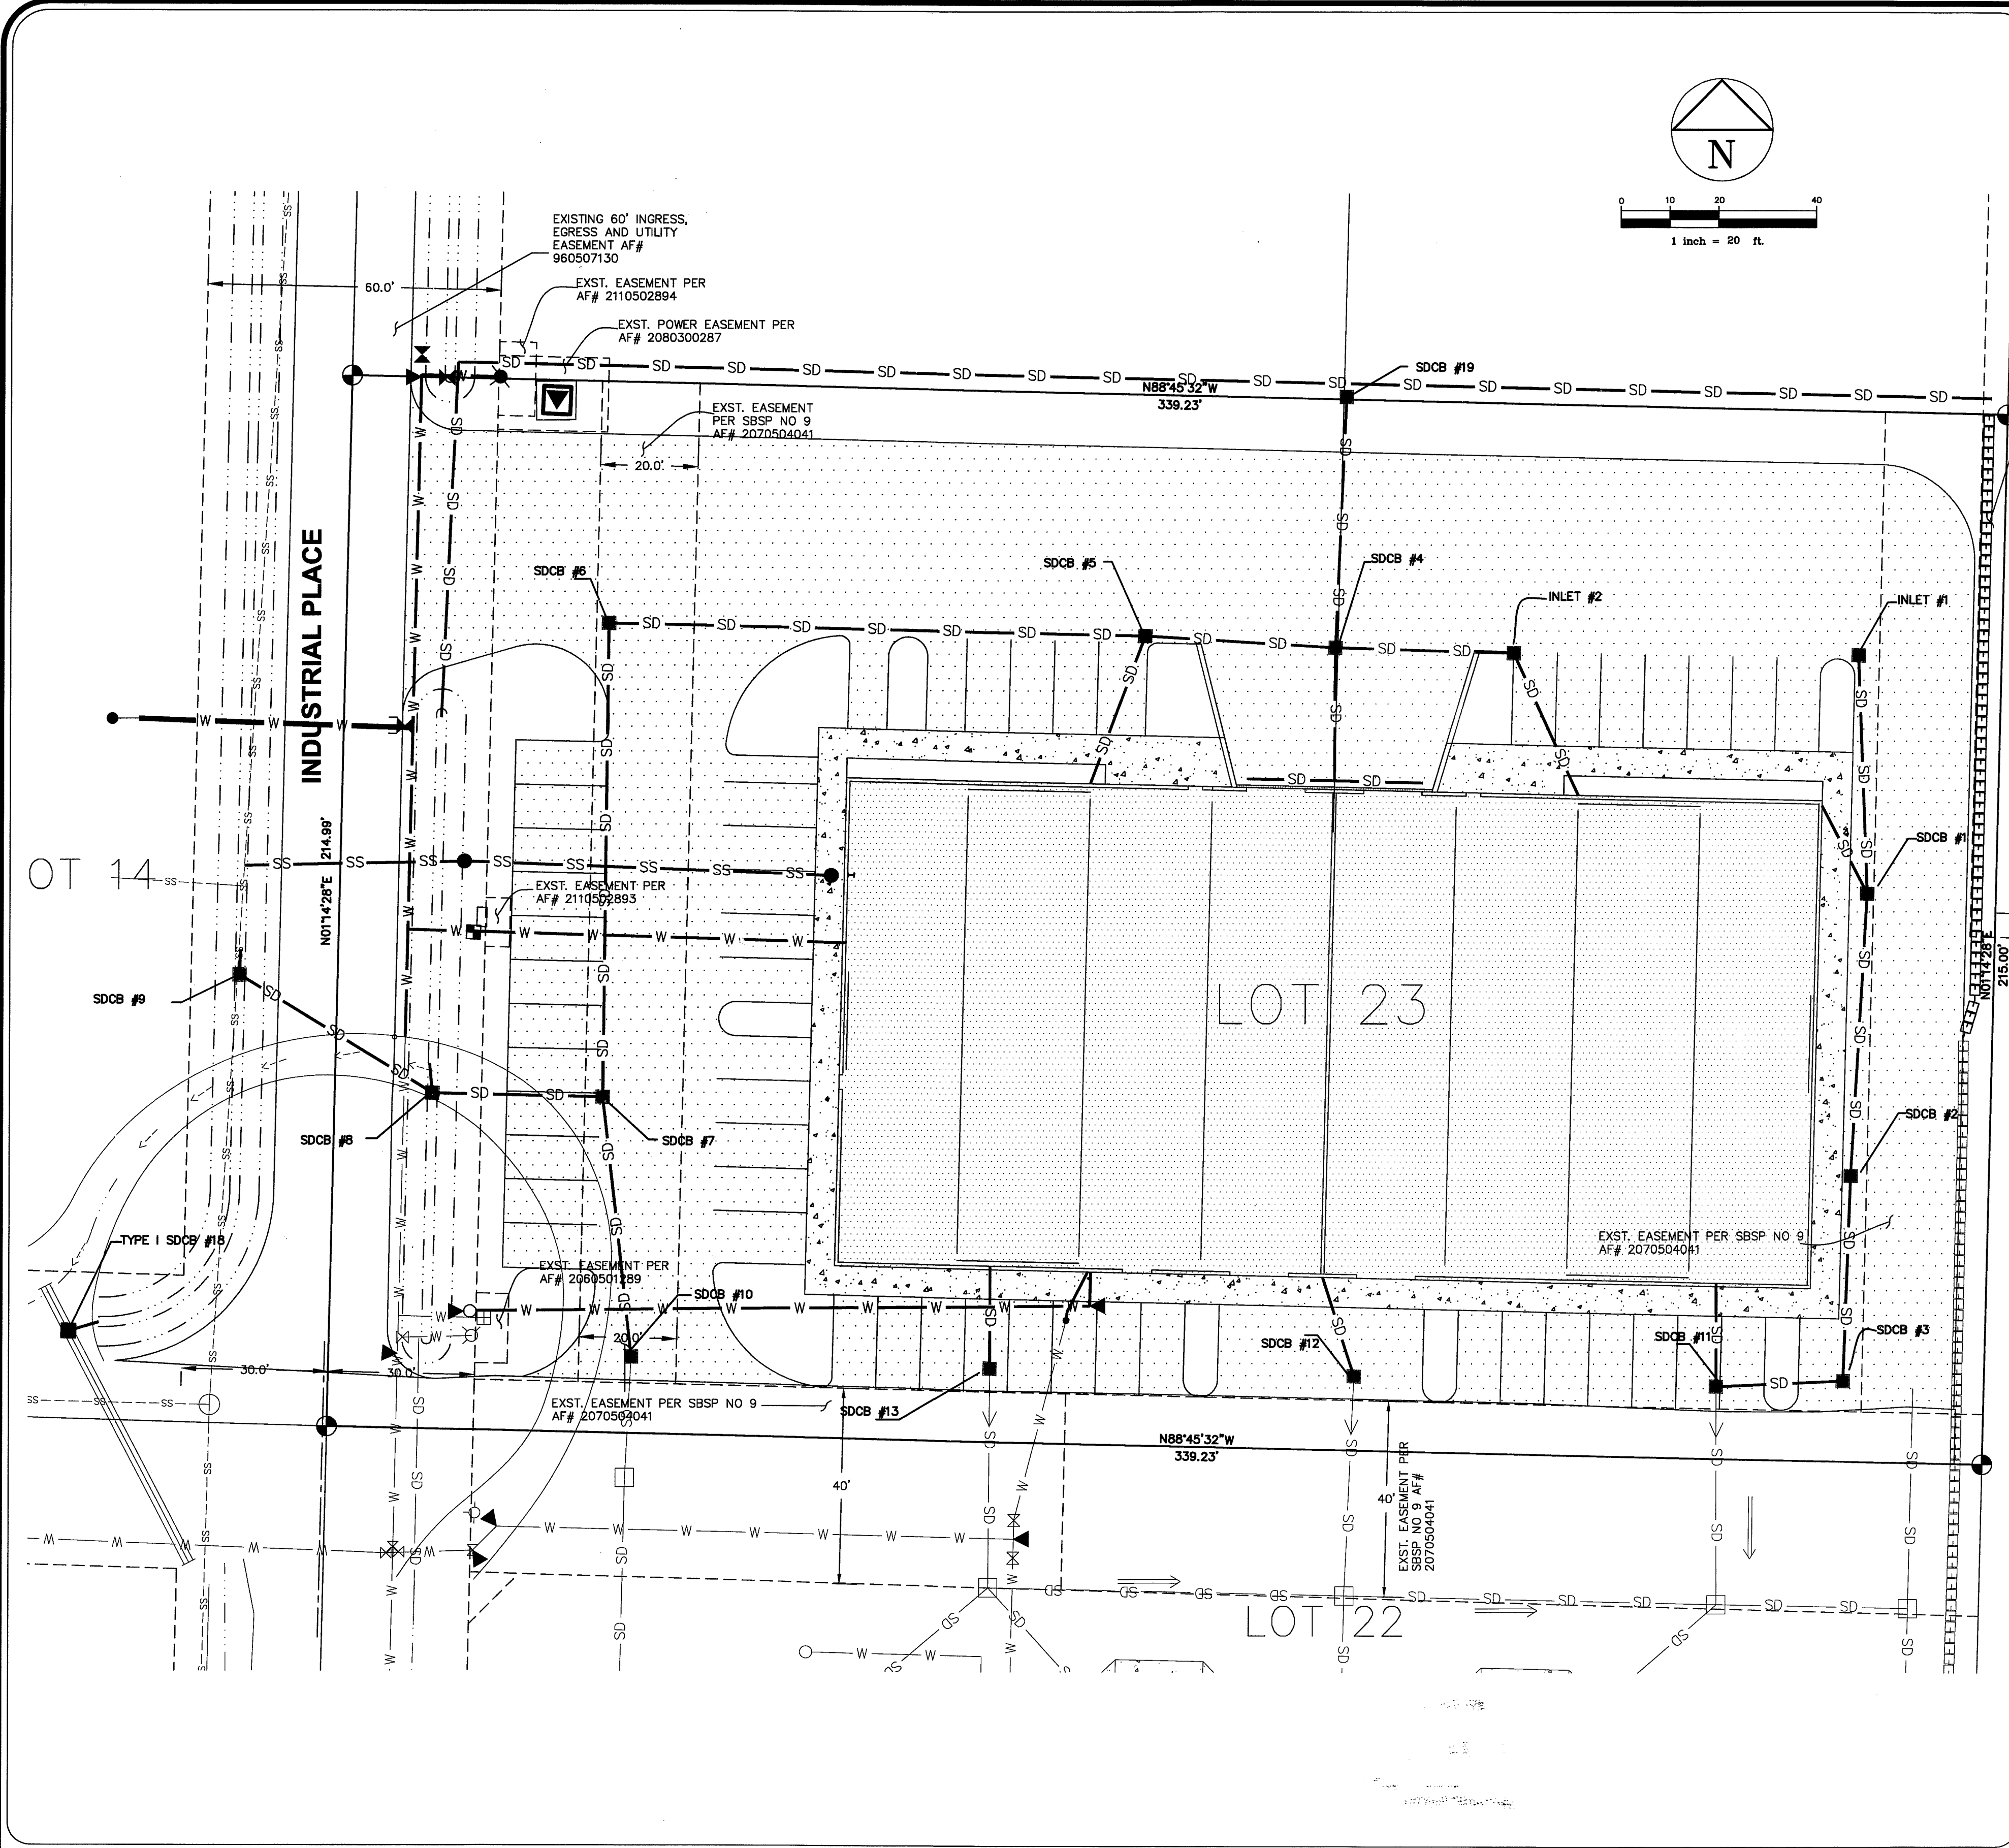 N
0 10 20 40
1 inch = 20 ft.
EXISTING 60' INGRESS,
EGRESS AND UTILITY
EASEMENT AF#
960507130
60.0'
EXST. EASEMENT PER
AF# 2110502894
EXST. POWER EASEMENT PER
AF# 2080300287
SDCB #19
N88°45'32"W
339.23'
EXST. EASEMENT
PER SBSP NO 9
AF# 2070504041
20.0'
INDUSTRIAL PLACE
SDCB #6
SDCB #5
SDCB #4
INLET #2
INLET #1
SDCB #1
OT 14
N01°14'28"E 214.99'
EXST. EASEMENT PER
AF# 2110502893
LOT 23
N01°14'28"E
215.00'
SDCB #9
SDCB #8
SDCB #7
SDCB #2
TYPE I SDCB #18
EXST. EASEMENT PER SBSP NO 9
AF# 2070504041
EXST. EASEMENT PER
AF# 2060501289
SDCB #10
20.0'
SDCB #12
SDCB #11
SDCB #3
30.0'
30.0'
EXST. EASEMENT PER SBSP NO 9
AF# 2070504041
SDCB #13
N88°45'32"W
339.23'
40'
40'
EXST. EASEMENT PER
SBSP NO 9 AF#
2070504041
LOT 22